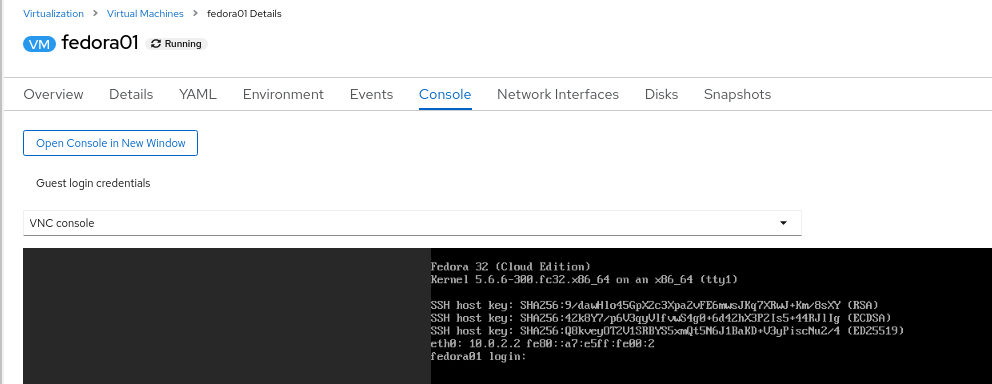 Virtualization > Virtual Machines > fedora01 Details
VM fedora01 Running
Overview Details YAML Environment Events Console Network Interfaces Disks Snapshots
Open Console in New Window
Guest login credentials
VNC console
Fedora 32 (Cloud Edition)
Kernel 5.6.6-300.fc32.x86_64 on an x86_64 (tty1)
SSH host key: SHA256:9/dawHlo45GpX2c3Xpa2vFE6mwsJKq7XRwJ+Km/8sXY (RSA)
SSH host key: SHA256:4Zk8Y7/p6V3qyVlfvwS4g0+6d42hX3PZIs5+44RJlIg (ECDSA)
SSH host key: SHA256:Q8kveyOT2V1SRBYS5xmQt5N6J1BaKD+V3yPiscNu2/4 (ED25519)
eth0: 10.0.2.2 fe80::a7:e5ff:fe00:2
fedora01 login: